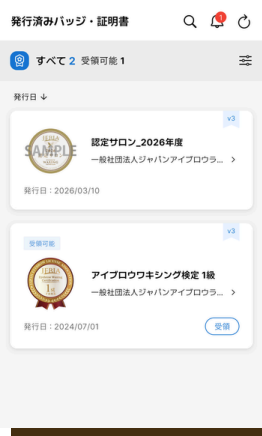 発行済みバッジ・証明書
1
すべて 2 受領可能 1
発行日 ↓
v3
SAMPLE
認定サロン_2026年度
一般社団法人ジャパンアイブロウラ...
発行日：2026/03/10
v3
受領可能
アイブロウワキシング検定 1級
一般社団法人ジャパンアイブロウラ...
1
発行日：2024/07/01
受領